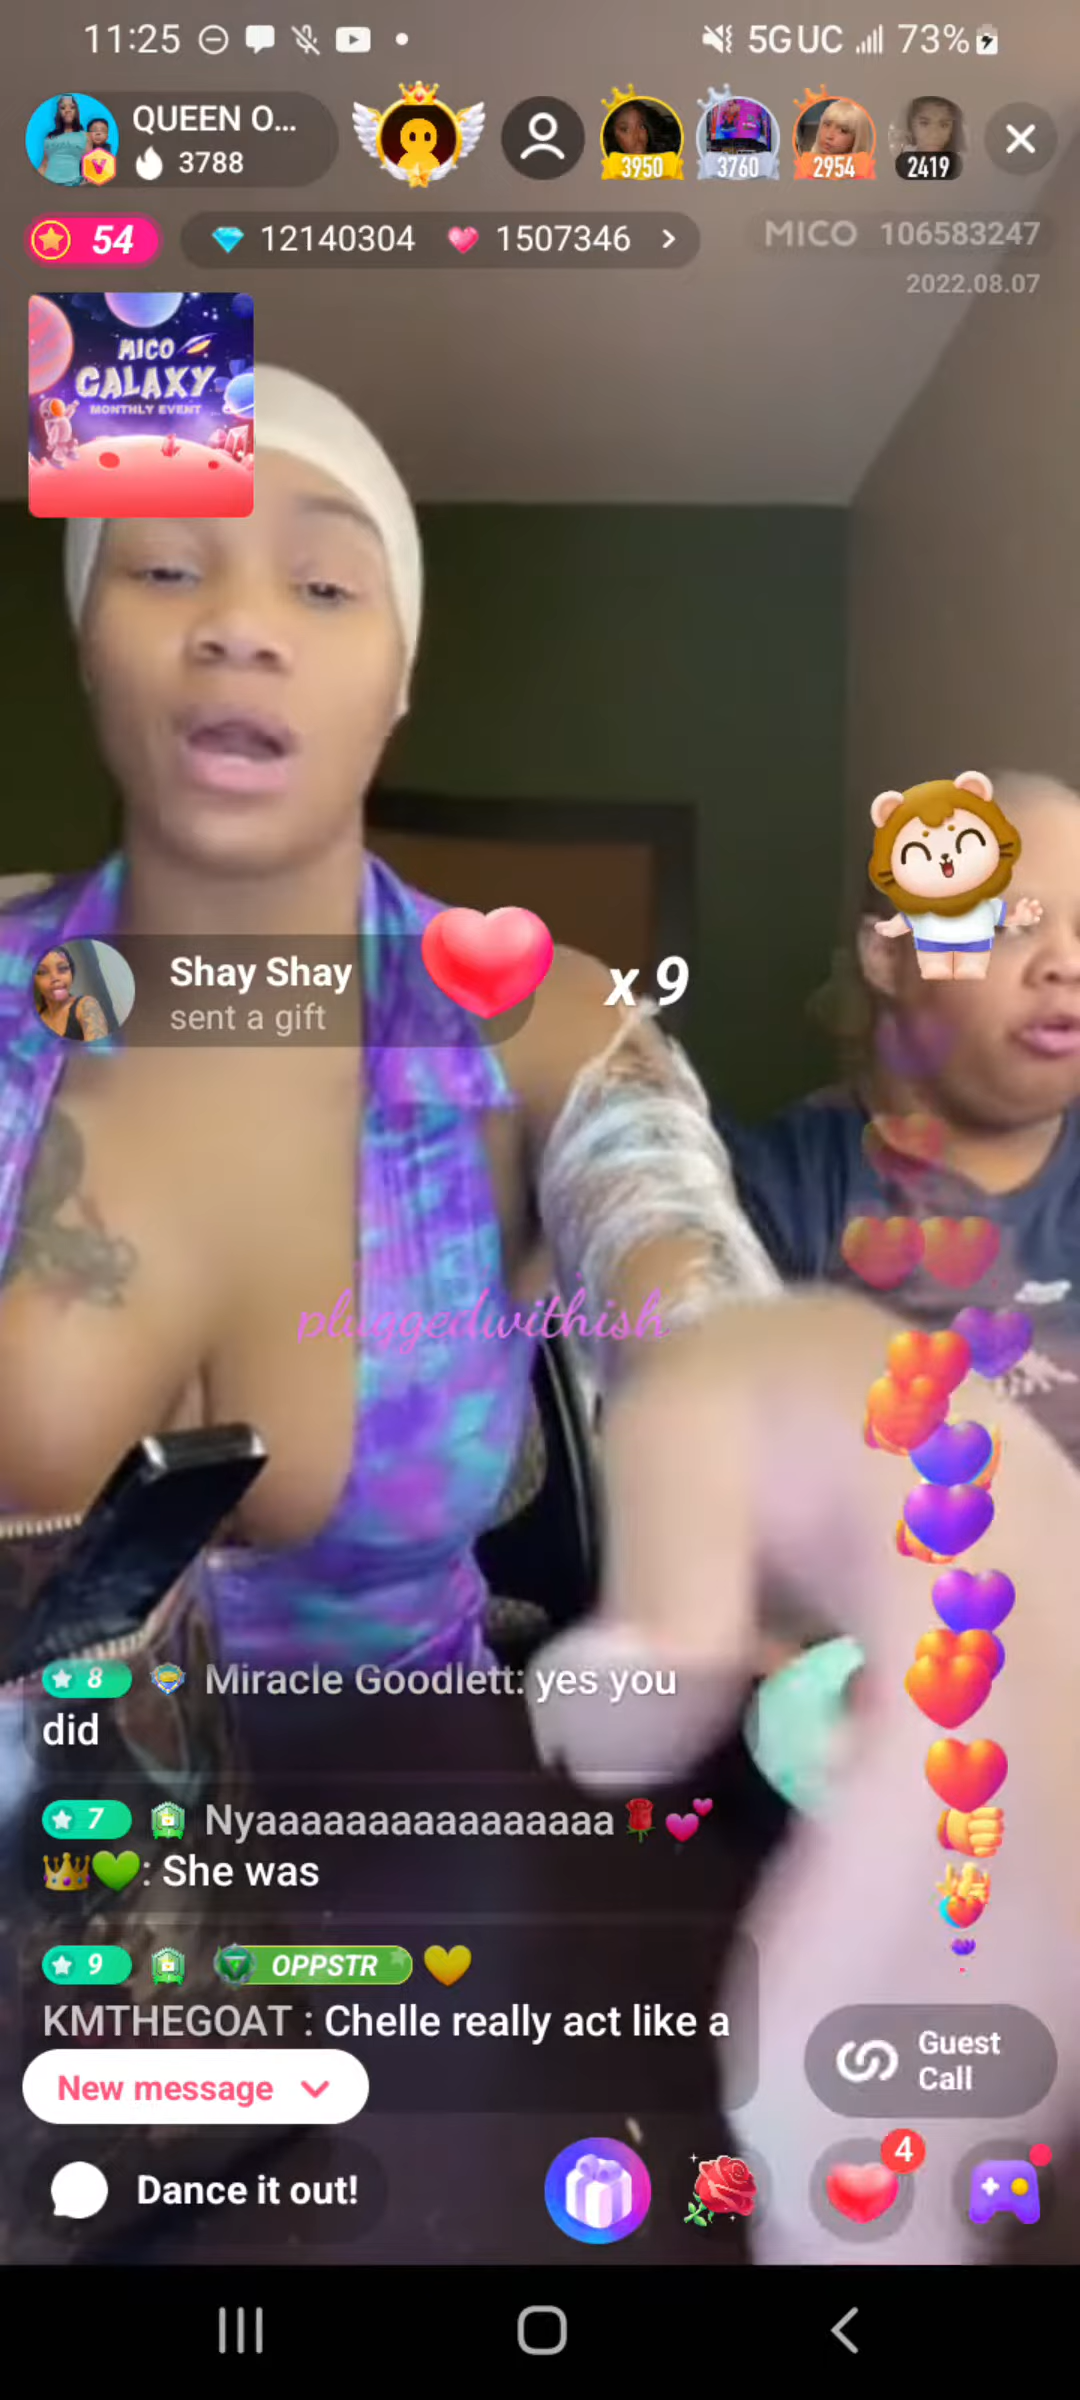 11:25
5GUC 73%
QUEEN O...
3788
3950
3760
2954
2419
54
12140304
1507346
MICO 106583247
2022.08.07
MICO
GALAXY
MONTHLY EVENT
Shay Shay
sent a gift
x 9
pluggedwithish
8 Miracle Goodlett: yes you
did
7 Nyaaaaaaaaaaaaaaaa🌹💕
👑💚: She was
9 OPPSTR 💛
KMTHEGOAT : Chelle really act like a
New message
Guest
Call
Dance it out!
4